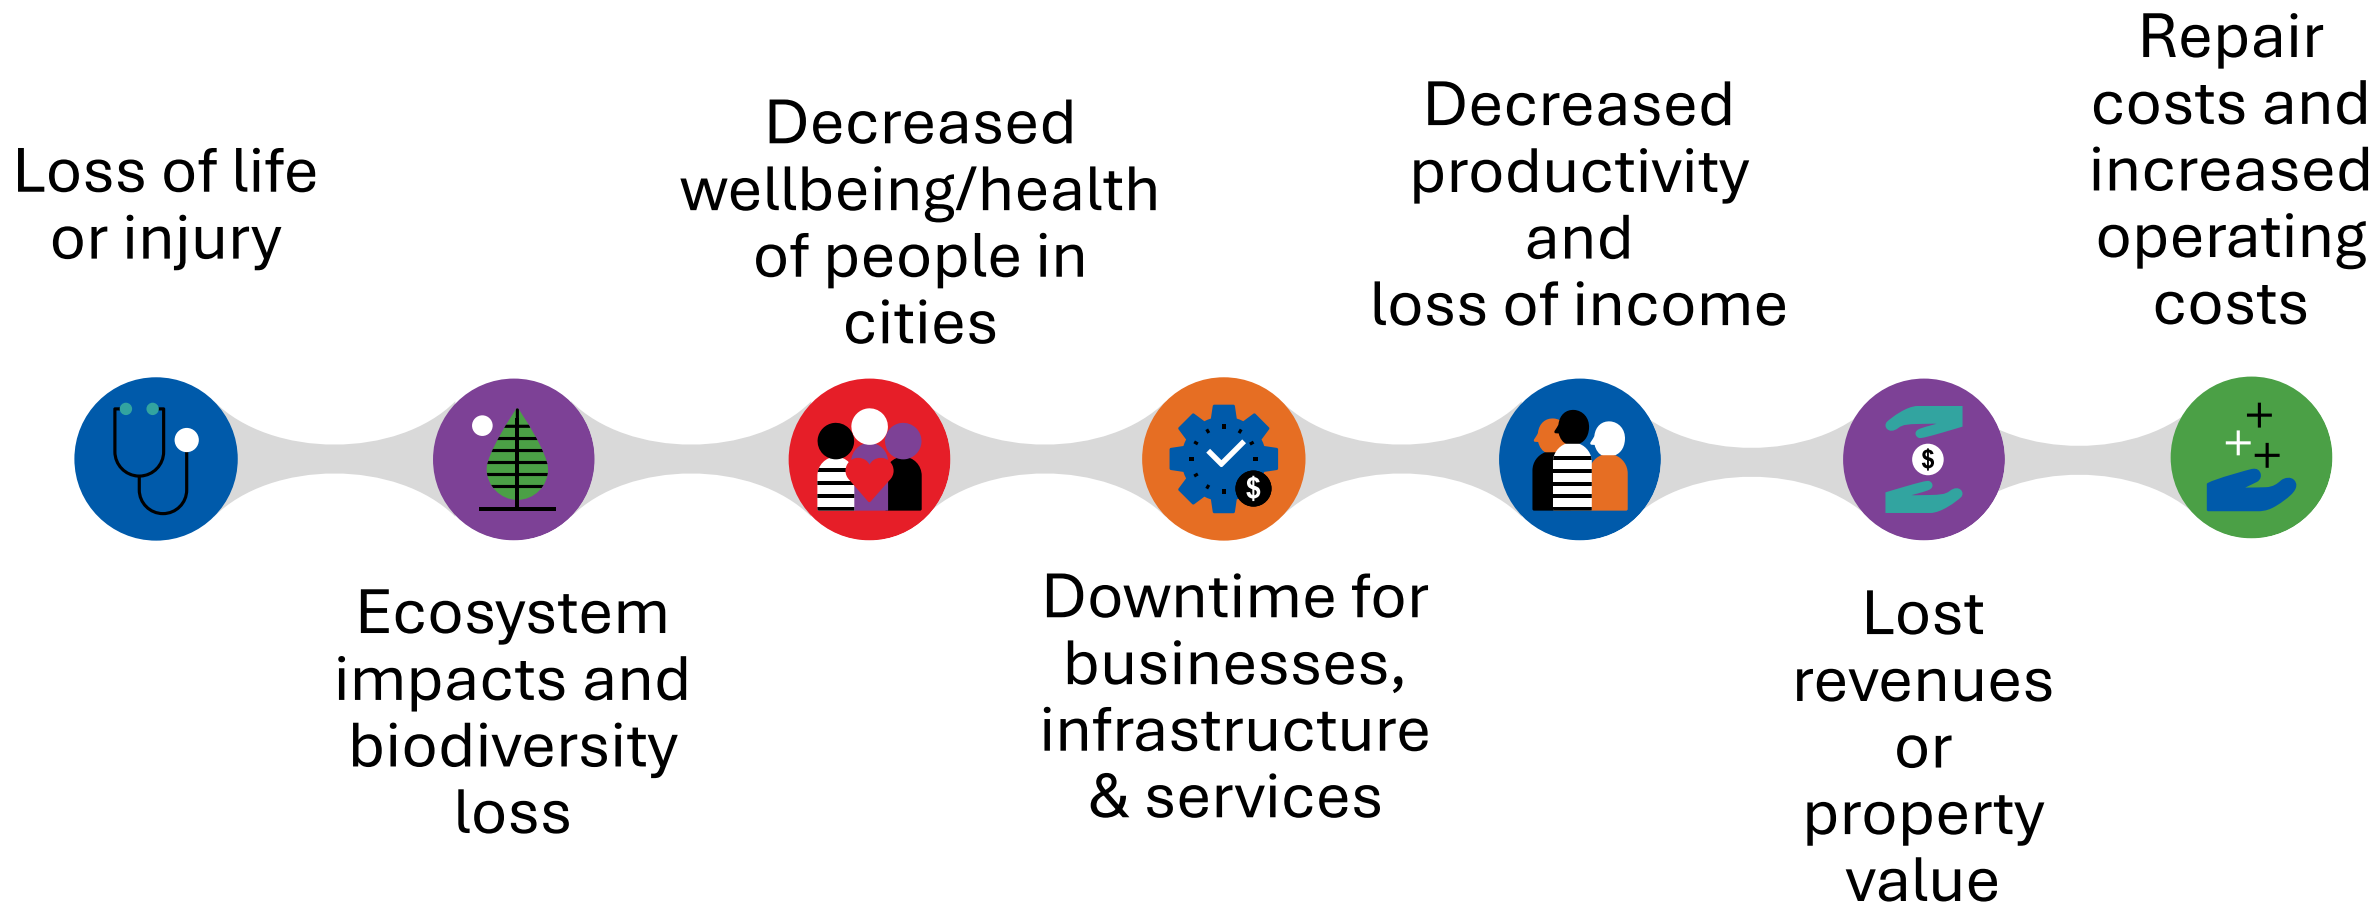 Loss of life
or injury
Ecosystem
impacts and
biodiversity
loss
Decreased
wellbeing/health
of people in
cities
Downtime for
businesses,
infrastructure
& services
$
Decreased
productivity
and
loss of income
Lost
revenues
or
property
value
$
Repair
costs and
increased
operating
costs